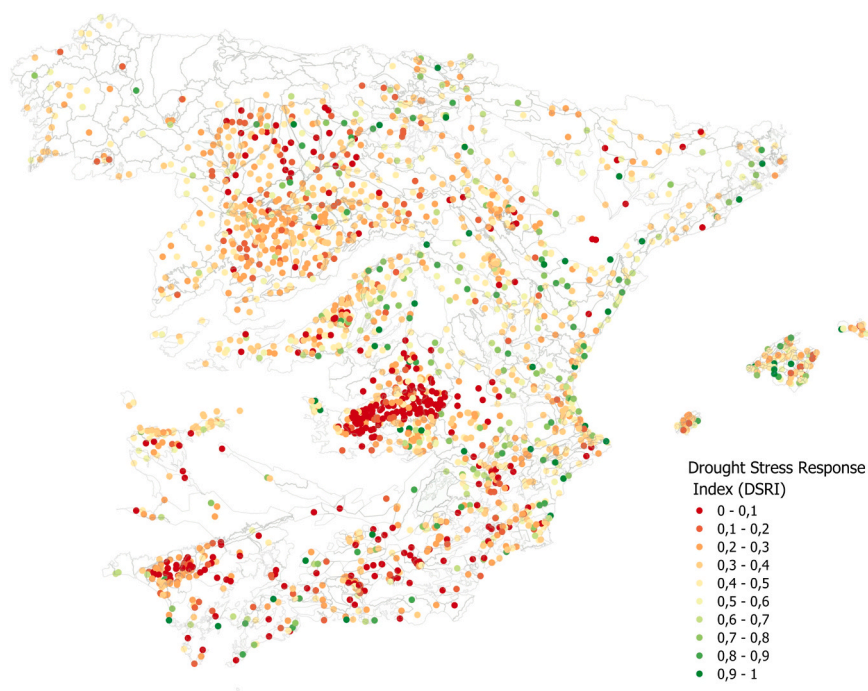 Drought Stress Response
Index (DSRI)
0 - 0,1
0,1 - 0,2
0,2 - 0,3
0,3 - 0,4
0,4 - 0,5
0,5 - 0,6
0,6 - 0,7
0,7 - 0,8
0,8 - 0,9
0,9 - 1